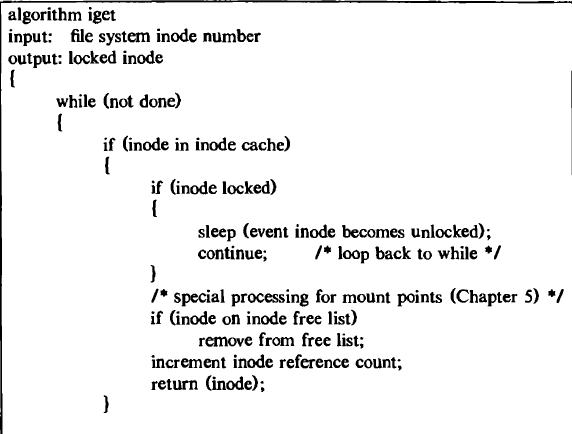 algorithm iget
input: file system inode number
output: locked inode
{
while (not done)
{
if (inode in inode cache)
{
if (inode locked)
{
sleep (event inode becomes unlocked);
continue; /* loop back to while */
}
/* special processing for mount points (Chapter 5) */
if (inode on inode free list)
remove from free list;
increment inode reference count;
return (inode);
}